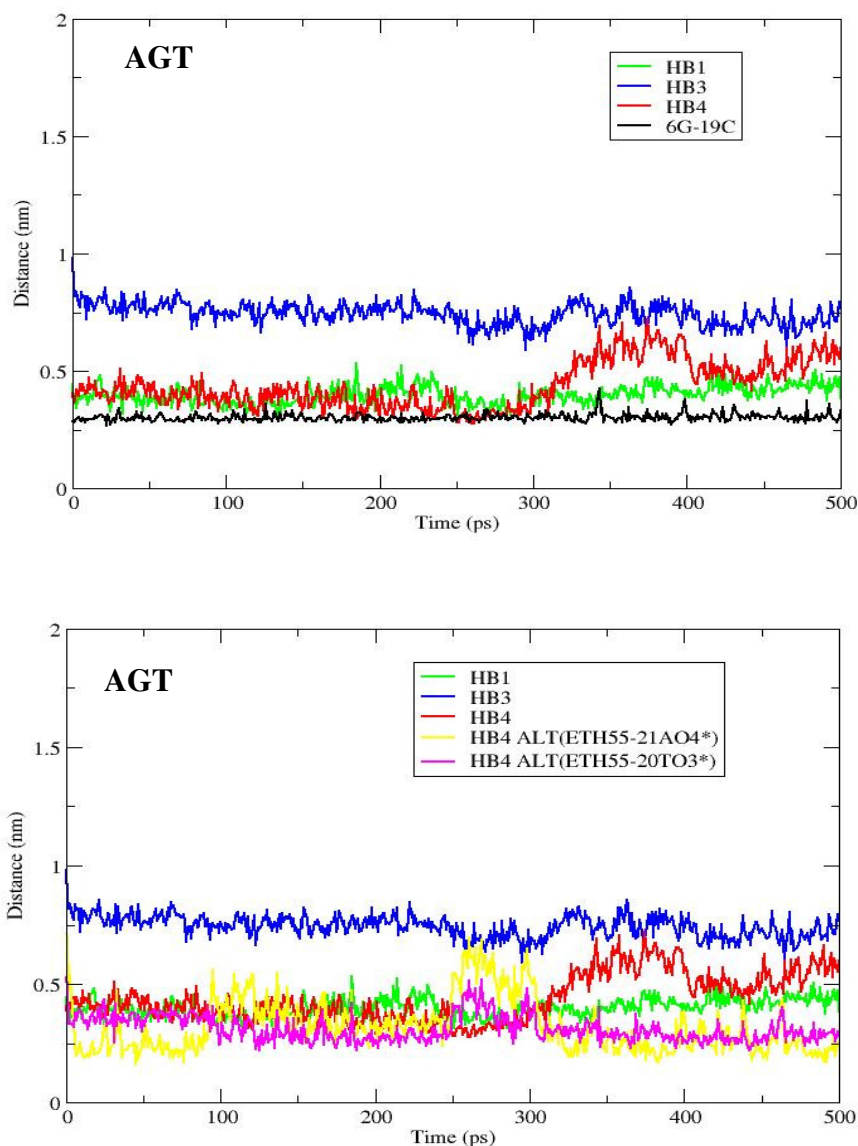 AGT
HB1
HB3
HB4
6G-19C
2
1.5
1
0.5
0
Distance (nm)
0
100
200
300
400
500
Time (ps)
AGT
HB1
HB3
HB4
HB4 ALT(ETH55-21AO4*)
HB4 ALT(ETH55-20TO3*)
2
1.5
1
0.5
0
Distance (nm)
0
100
200
300
400
500
Time (ps)